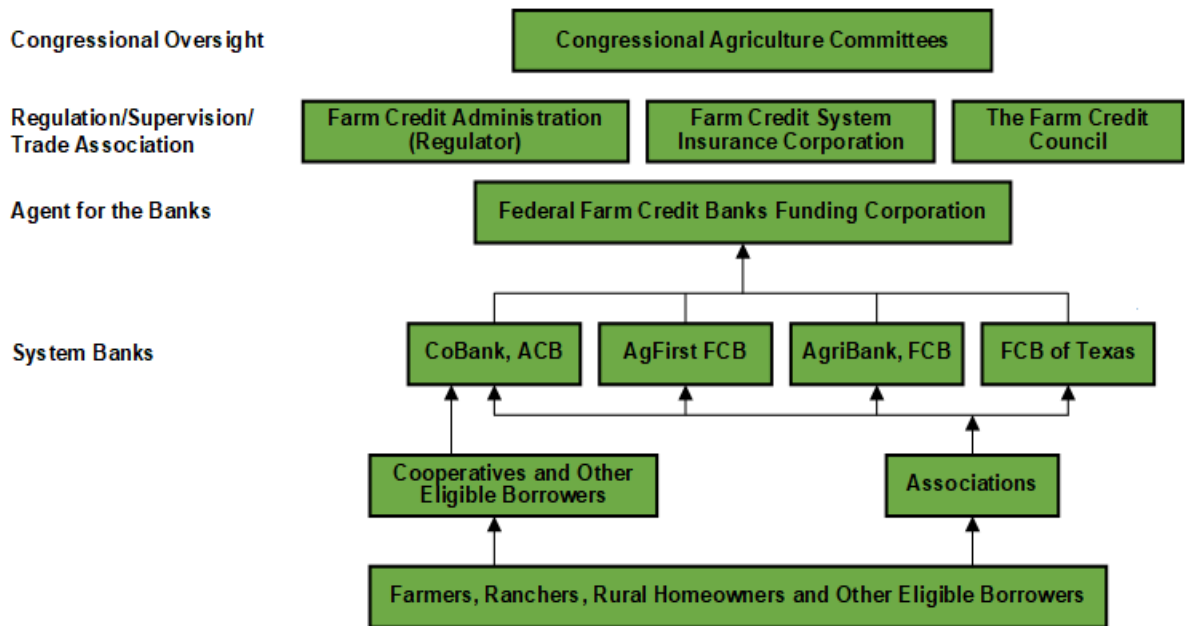 Congressional Oversight
Congressional Agriculture Committees
Regulation/Supervision/
Trade Association
Farm Credit Administration
(Regulator)
Farm Credit System
Insurance Corporation
The Farm Credit
Council
Agent for the Banks
Federal Farm Credit Banks Funding Corporation
System Banks
CoBank, ACB
AgFirst FCB
AgriBank, FCB
FCB of Texas
Cooperatives and Other
Eligible Borrowers
Associations
Farmers, Ranchers, Rural Homeowners and Other Eligible Borrowers